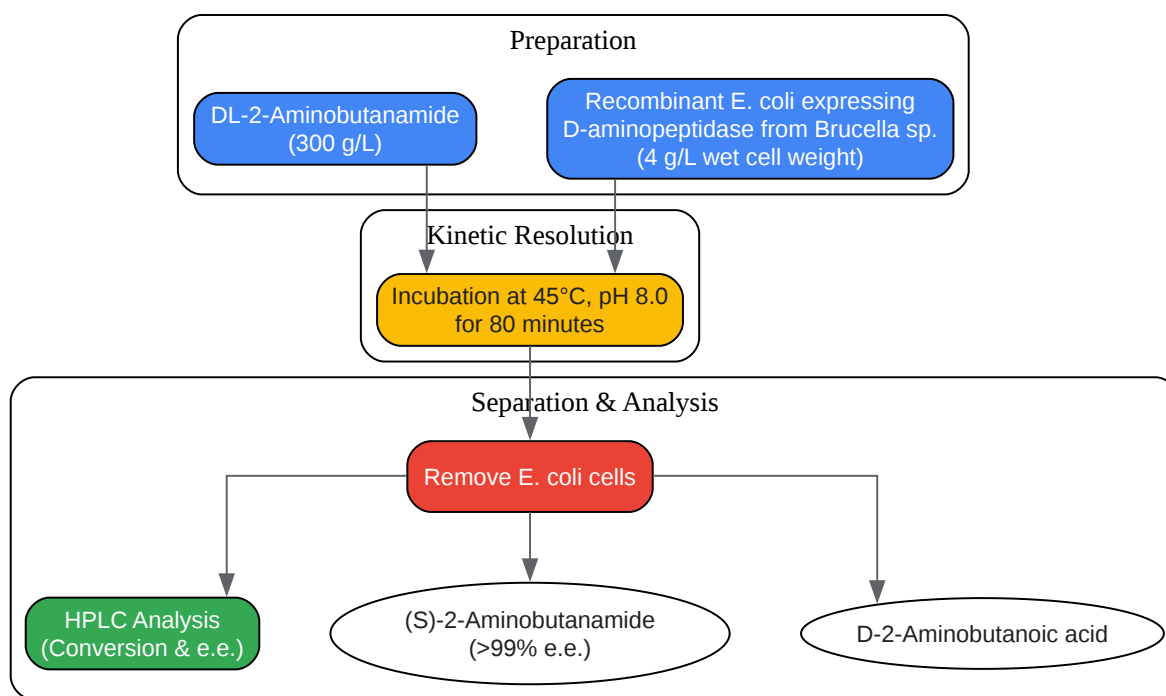 Preparation
DL-2-Aminobutanamide
(300 g/L)
Recombinant E. coli expressing
D-aminopeptidase from Brucella sp.
(4 g/L wet cell weight)
Kinetic Resolution
Incubation at 45°C, pH 8.0
for 80 minutes
Separation & Analysis
Remove E. coli cells
HPLC Analysis
(Conversion & e.e.)
(S)-2-Aminobutanamide
(>99% e.e.)
D-2-Aminobutanoic acid